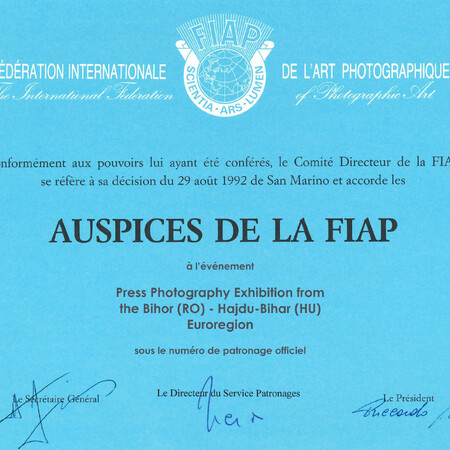 FIAP
SCIENTIA - ARS - LUMEN
ÉDÉRATION INTERNATIONALE
DE L'ART PHOTOGRAPHIQUE
The International Federation
of Photographic Art
onformément aux pouvoirs lui ayant été conférés, le Comité Directeur de la FIA
se réfère à sa décision du 29 août 1992 de San Marino et accorde les
AUSPICES DE LA FIAP
à l'événement
Press Photography Exhibition from
the Bihor (RO) - Hajdu-Bihar (HU)
Euroregion
sous le numéro de patronage officiel
Le Secrétaire Général
Le Directeur du Service Patronages
Le Président
Riccardo